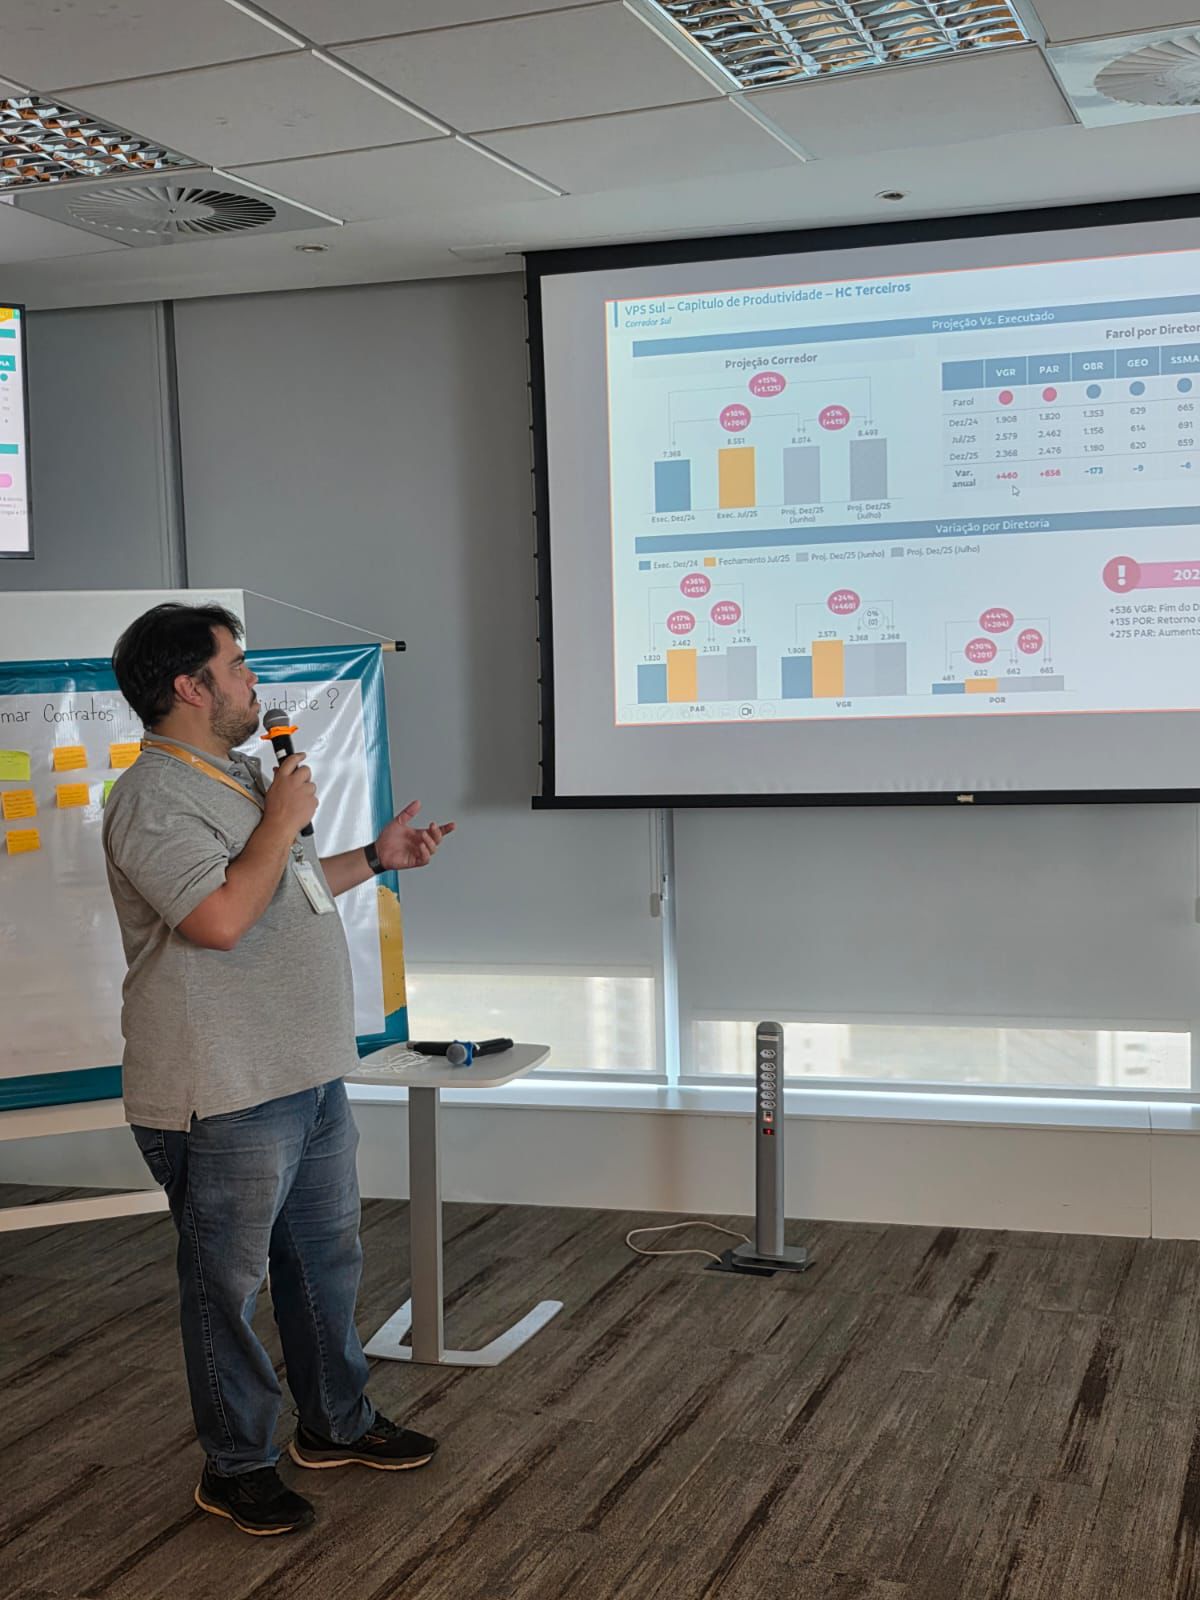 VPS Sul – Capitulo de Produtividade – HC Terceiros
Corredor Sul
Projeção Vs. Executado
Projeção Corredor
+15%
(+1.125)
+10%
(+706)
+5%
(+419)
7.368
8.551
8.074
8.493
Exec. Dez/24
Exec. Jul/25
Proj. Dez/25
(Junho)
Proj. Dez/25
(Julho)
Farol por Diretor
VGR PAR OBR GEO SSMA
Farol
Dez/24 1.908 1.820 1.353 629 665
Jul/25 2.579 2.462 1.156 614 691
Dez/25 2.368 2.476 1.180 620 659
Var.
anual
+460 +656 -173 -9 -6
Variação por Diretoria
Exec. Dez/24 Fechamento Jul/25 Proj. Dez/25 (Junho) Proj. Dez/25 (Julho)
+36%
(+656)
+17%
(+313)
+16%
(+343)
1.820
2.462
2.133
2.476
PAR
+24%
(+460)
0%
(0)
1.908
2.573
2.368
2.368
VGR
+44%
(+204)
+30%
(+201)
+0%
(+3)
461
632
662
665
POR
!
202
+536 VGR: Fim do D
+135 POR: Retorno
+275 PAR: Aumento
mar Contratos
ividade ?